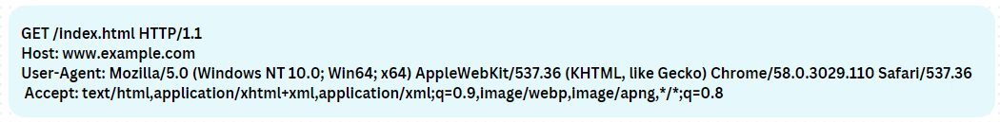 GET /index.html HTTP/1.1
Host: www.example.com
User-Agent: Mozilla/5.0 (Windows NT 10.0; Win64; x64) AppleWebKit/537.36 (KHTML, like Gecko) Chrome/58.0.3029.110 Safari/537.36
Accept: text/html,application/xhtml+xml,application/xml;q=0.9,image/webp,image/apng,*/*;q=0.8